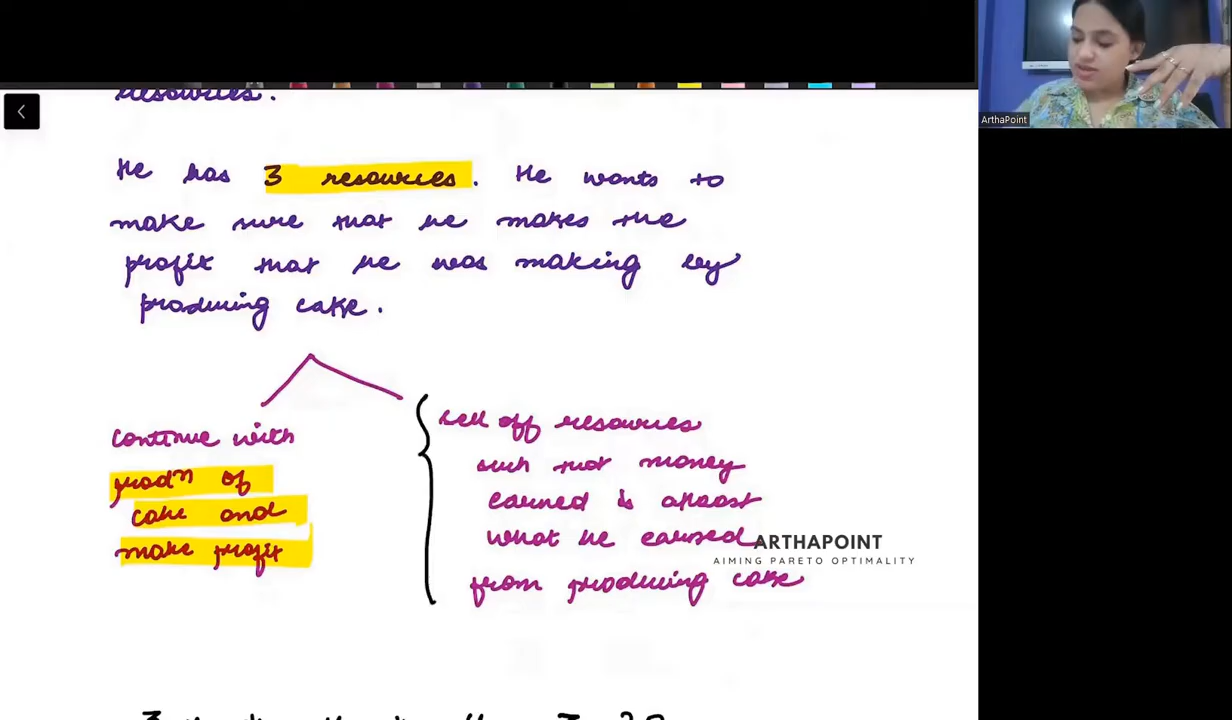 resources.
ArthaPoint
He has 3 resources. He wants to
make sure that he makes the
profit that he was making by
producing cake.
continue with
prodn of
cake and
make profit
sell off resources
such that money
earned is atleast
what he earned
from producing cake
ARTHAPOINT
AIMING PARETO OPTIMALITY